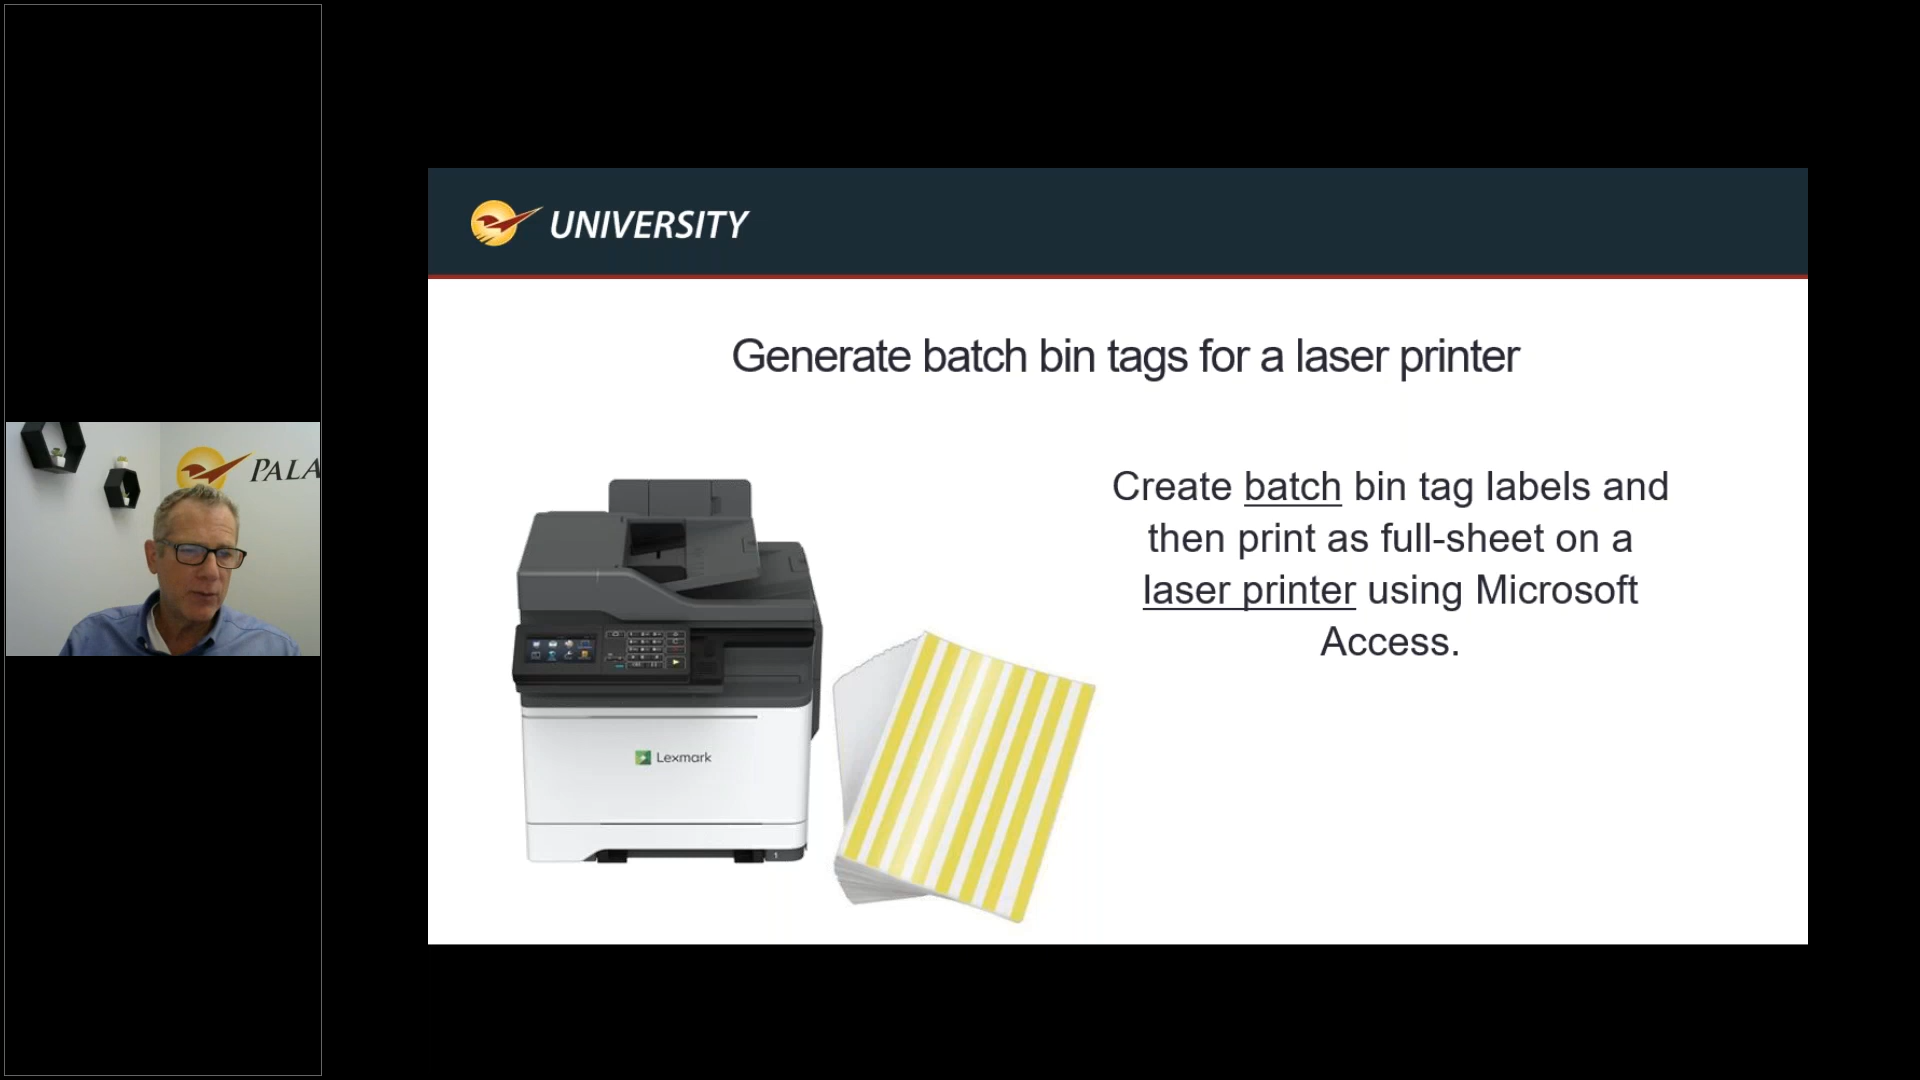 PALA
UNIVERSITY
Generate batch bin tags for a laser printer
Create batch bin tag labels and
then print as full-sheet on a
laser printer using Microsoft
Access.
Lexmark
1